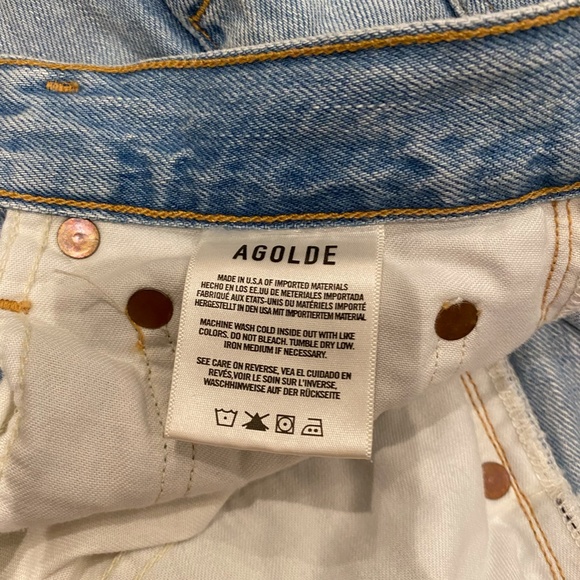 AGOLDE
MADE IN U.S.A OF IMPORTED MATERIALS
HECHO EN LOS EE.UU DE METERIALES IMPORTADA
FABRIQUÉ AUX ETATS-UNIS OU MATIÈRES IMPORTÉ
HERGESTELLT IN DEN USA MIT IMPORTIERTEM MATERIAL
MACHINE WASH COLD INSIDE OUT WITH LIKE
COLORS. DO NOT BLEACH. TUMBLE DRY LOW.
IRON MEDIUM IF NECESSARY.
SEE CARE ON REVERSE, VEA EL CUIDADO EN
REVÉS, VOIR LE SOIN SUR L'INVERSE,
WASCHHINWEISE AUF DER RÜCKSEITE